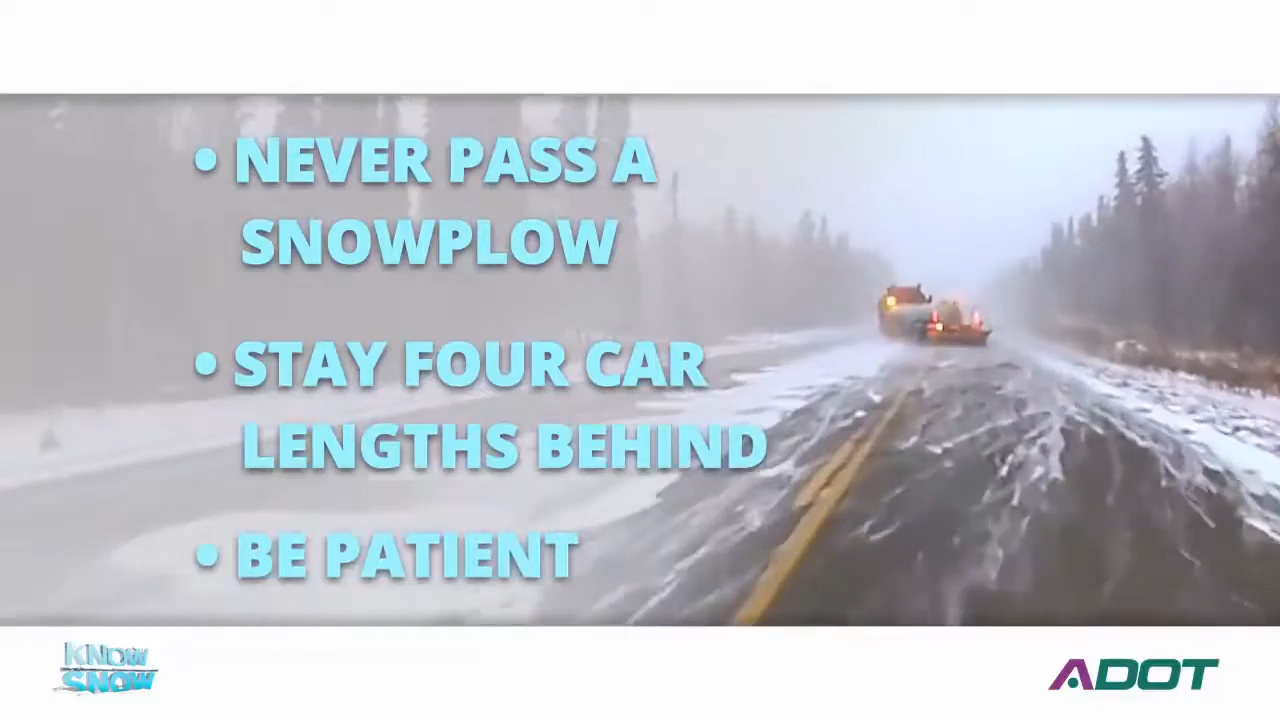 • NEVER PASS A
SNOWPLOW
• STAY FOUR CAR
LENGTHS BEHIND
• BE PATIENT
KNOW
SNOW
ADOT